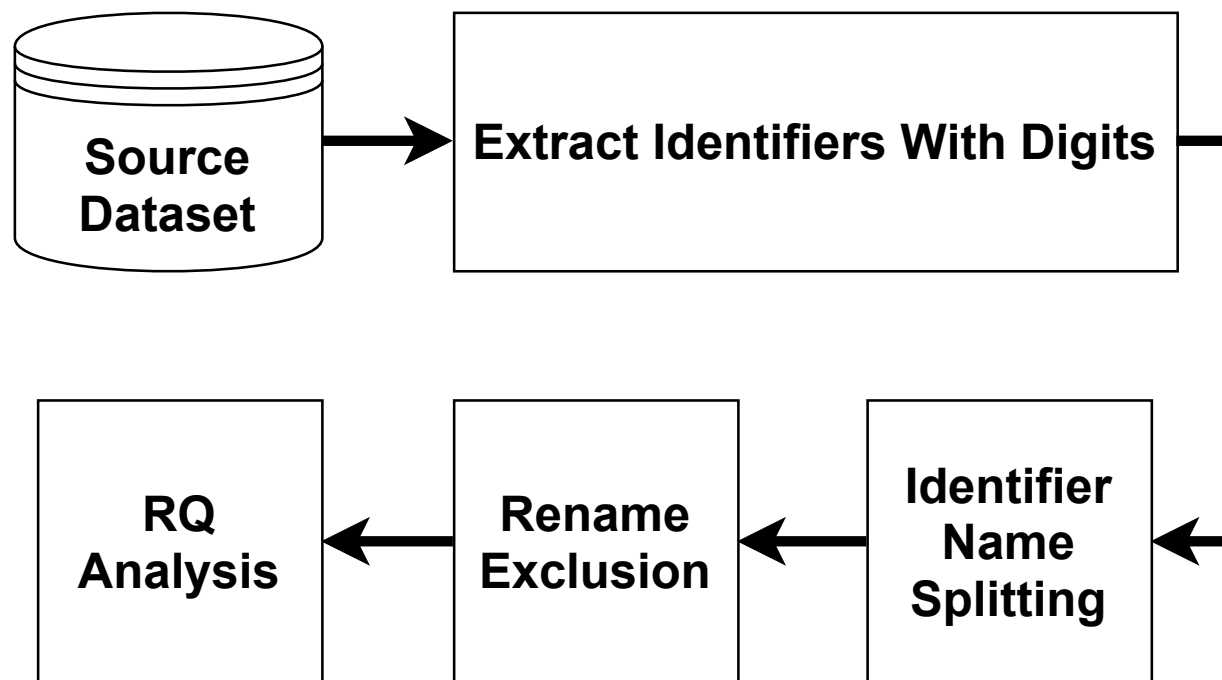 Source
Dataset
Extract Identifiers With Digits
RQ
Analysis
Rename
Exclusion
Identifier
Name
Splitting